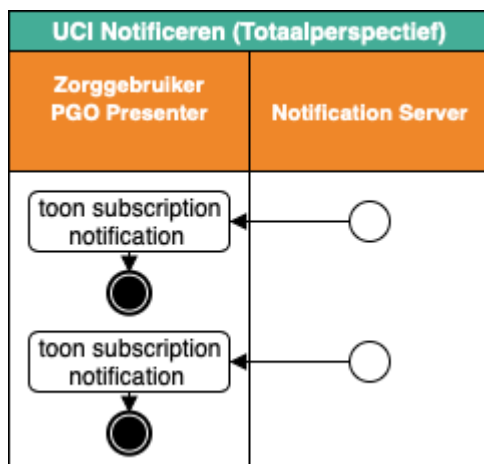 UCI Notificeren (Totaalperspectief)
Zorggebruiker
PGO Presenter
Notification Server
toon subscription
notification
toon subscription
notification